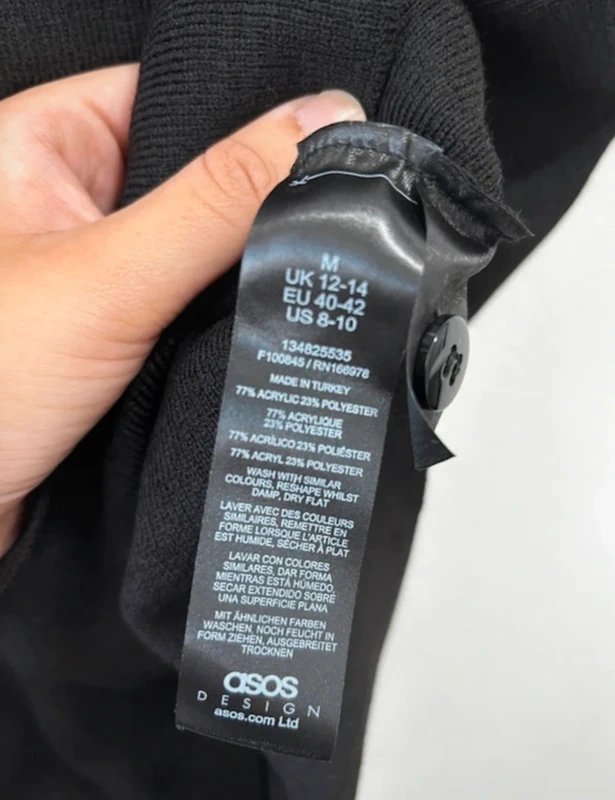 M
UK 12-14
EU 40-42
US 8-10
134825535
F100845 / RN166978
MADE IN TURKEY
77% ACRYLIC 23% POLYESTER
77% ACRYLIQUE
23% POLYESTER
77% ACRÍLICO 23% POLIÉSTER
77% ACRYL 23% POLYESTER
WASH WITH SIMILAR
COLOURS, RESHAPE WHILST
DAMP, DRY FLAT
LAVER AVEC DES COULEURS
SIMILAIRES, REMETTRE EN
FORME LORSQUE L'ARTICLE
EST HUMIDE, SÉCHER À PLAT
LAVAR CON COLORES
SIMILARES, DAR FORMA
MIENTRAS ESTÁ HÚMEDO,
SECAR EXTENDIDO SOBRE
UNA SUPERFICIE PLANA
MIT ÄHNLICHEN FARBEN
WASCHEN, NOCH FEUCHT IN
FORM ZIEHEN, AUSGEBREITET
TROCKNEN
asos
DESIGN
asos.com Ltd